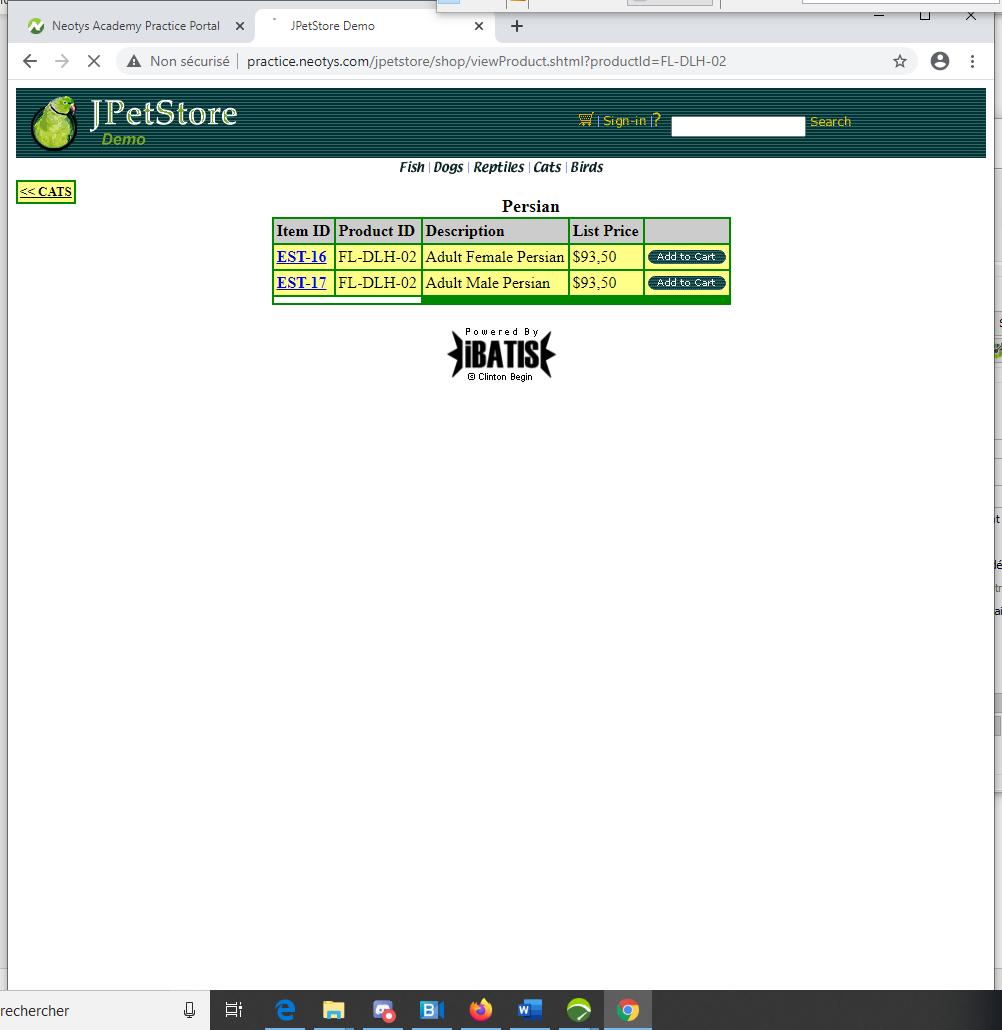 Neotys Academy Practice Portal
JPetStore Demo
Non sécurisé
practice.neotys.com/jpetstore/shop/viewProduct.shtml?productId=FL-DLH-02
JPetStore
Demo
| Sign-in | ?
Search
Fish | Dogs | Reptiles | Cats | Birds
<< CATS
Persian
Item ID Product ID Description List Price
EST-16 FL-DLH-02 Adult Female Persian $93,50 Add to Cart
EST-17 FL-DLH-02 Adult Male Persian $93,50 Add to Cart
Powered By
iBATIS
© Clinton Begin
rechercher